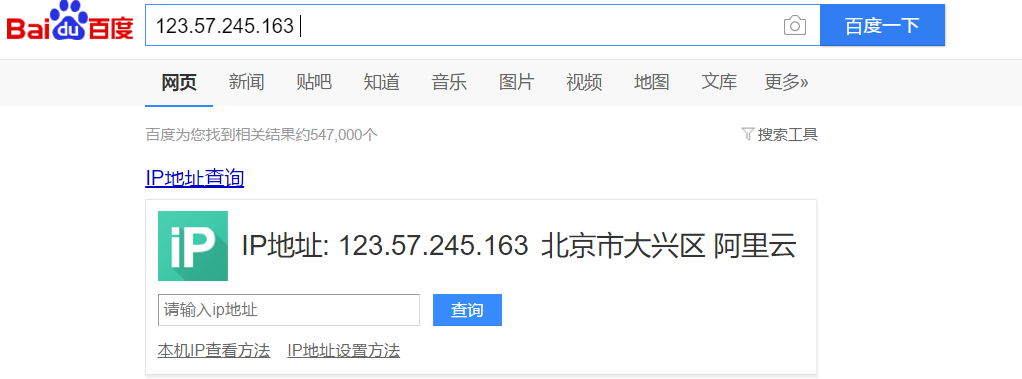 Bai du 百度 123.57.245.163 百度一下
网页 新闻 贴吧 知道 音乐 图片 视频 地图 文库 更多»
百度为您找到相关结果约547,000个 搜索工具
IP地址查询
iP IP地址: 123.57.245.163 北京市大兴区 阿里云
请输入ip地址 查询
本机IP查看方法 IP地址设置方法